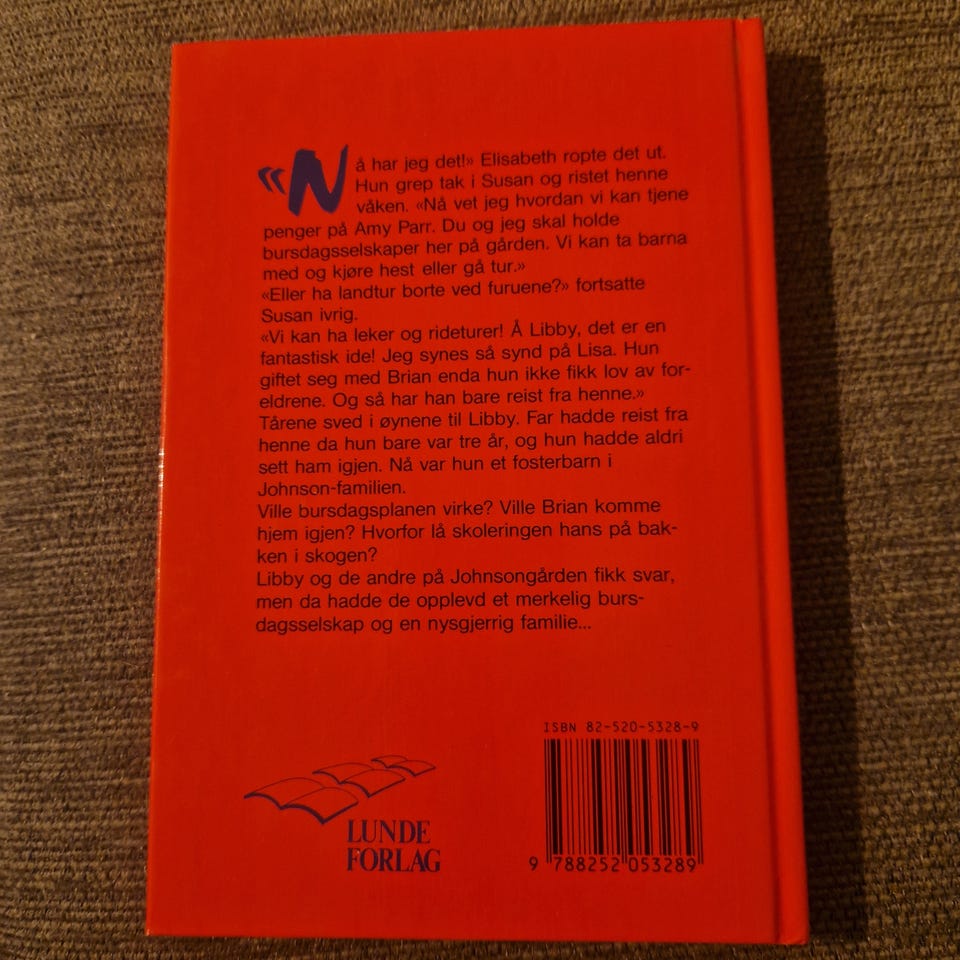 «Nå har jeg det!» Elisabeth ropte det ut.
Hun grep tak i Susan og ristet henne
våken. «Nå vet jeg hvordan vi kan tjene
penger på Amy Parr. Du og jeg skal holde
bursdagsselskaper her på gården. Vi kan ta barna
med og kjøre hest eller gå tur.»
«Eller ha landtur borte ved furuene?» fortsatte
Susan ivrig.
«Vi kan ha leker og rideturer! Å Libby, det er en
fantastisk ide! Jeg synes så synd på Lisa. Hun
giftet seg med Brian enda hun ikke fikk lov av for-
eldrene. Og så har han bare reist fra henne.»
Tårene sved i øynene til Libby. Far hadde reist fra
henne da hun bare var tre år, og hun hadde aldri
sett ham igjen. Nå var hun et fosterbarn i
Johnson-familien.
Ville bursdagsplanen virke? Ville Brian komme
hjem igjen? Hvorfor lå skoleringen hans på bak-
ken i skogen?
Libby og de andre på Johnsongården fikk svar,
men da hadde de opplevd et merkelig burs-
dagsselskap og en nysgjerrig familie...
ISBN 82-520-5328-9
LUNDE
FORLAG
9 788252 053289